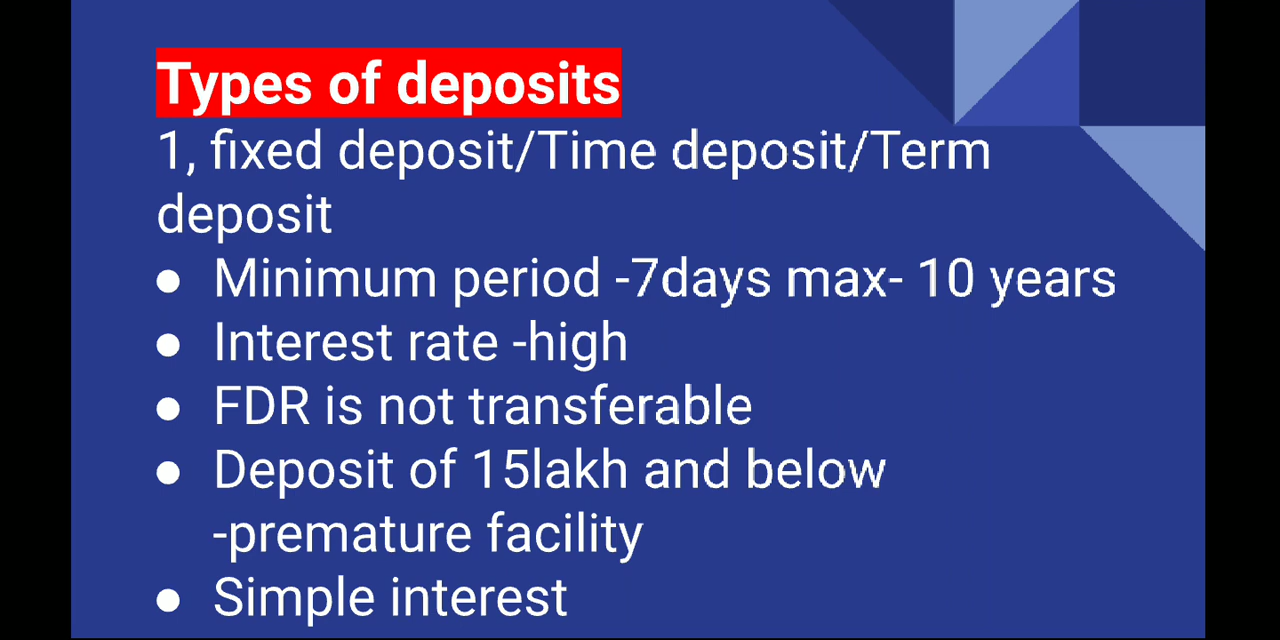 Types of deposits
1, fixed deposit/Time deposit/Term
deposit
● Minimum period -7days max- 10 years
● Interest rate -high
● FDR is not transferable
● Deposit of 15lakh and below
-premature facility
● Simple interest